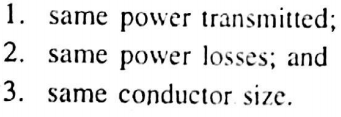 1. same power transmitted;
2. same power losses; and
3. same conductor size.